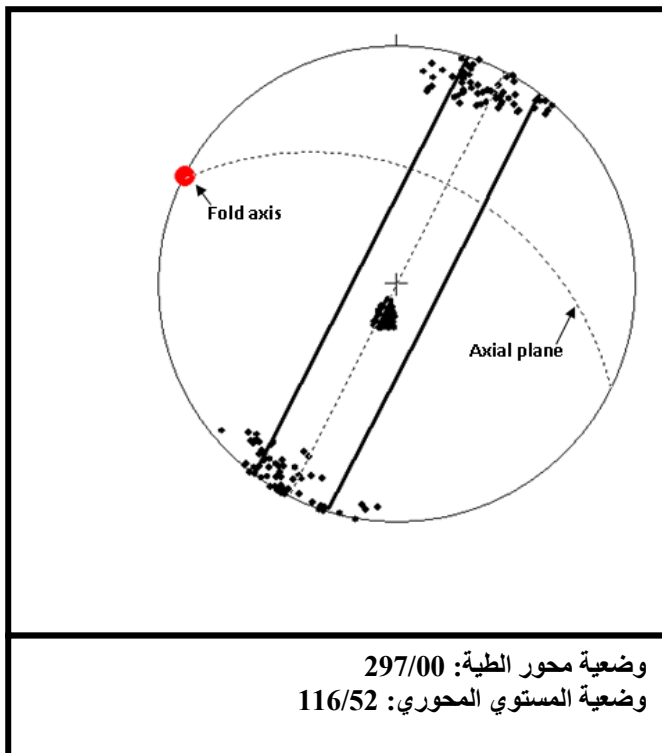 Fold axis
Axial plane
وضعية محور الطية: 297/00
وضعية المستوي المحوري: 116/52